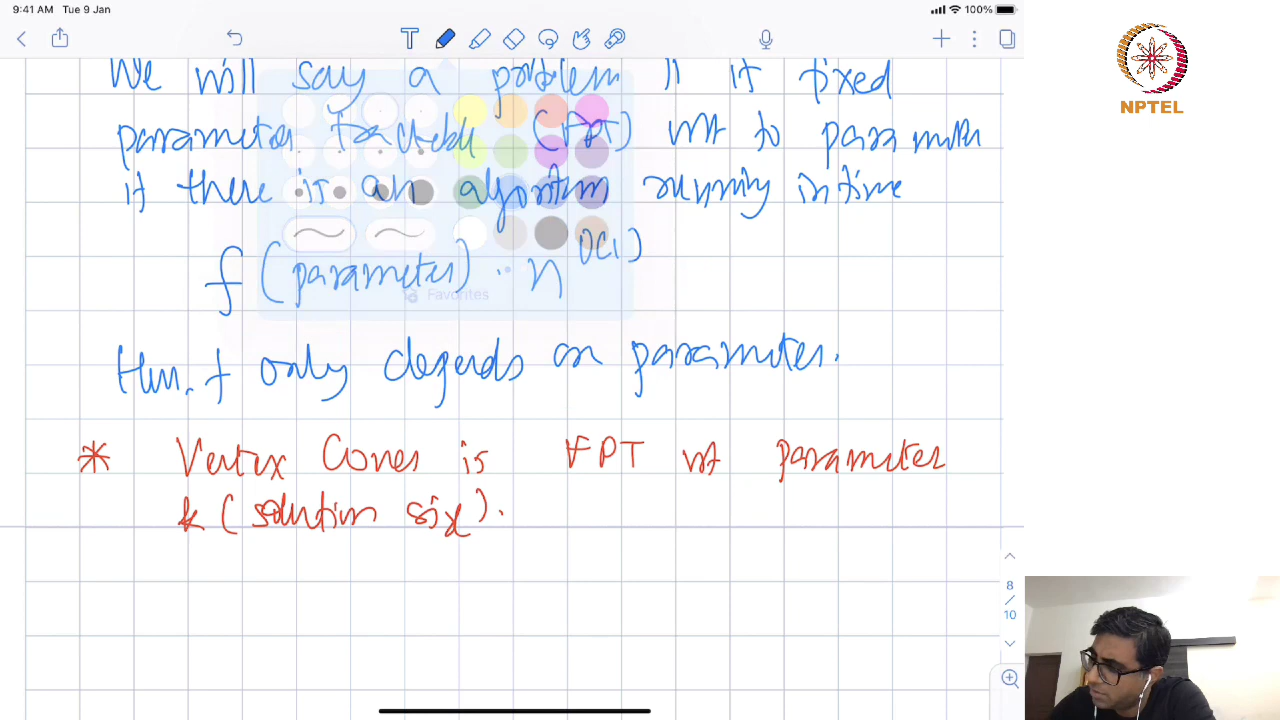 9:41 AM Tue 9 Jan
100%
NPTEL
We will say a problem is fixed
parameter tractable (FPT) wrt to parameter
if there is an algorithm running in time
f (parameter) · n^O(1)
Favorites
Here, f only depends on parameter.
* Vertex Cover is FPT wrt parameter
k (solution size).
8
/
10